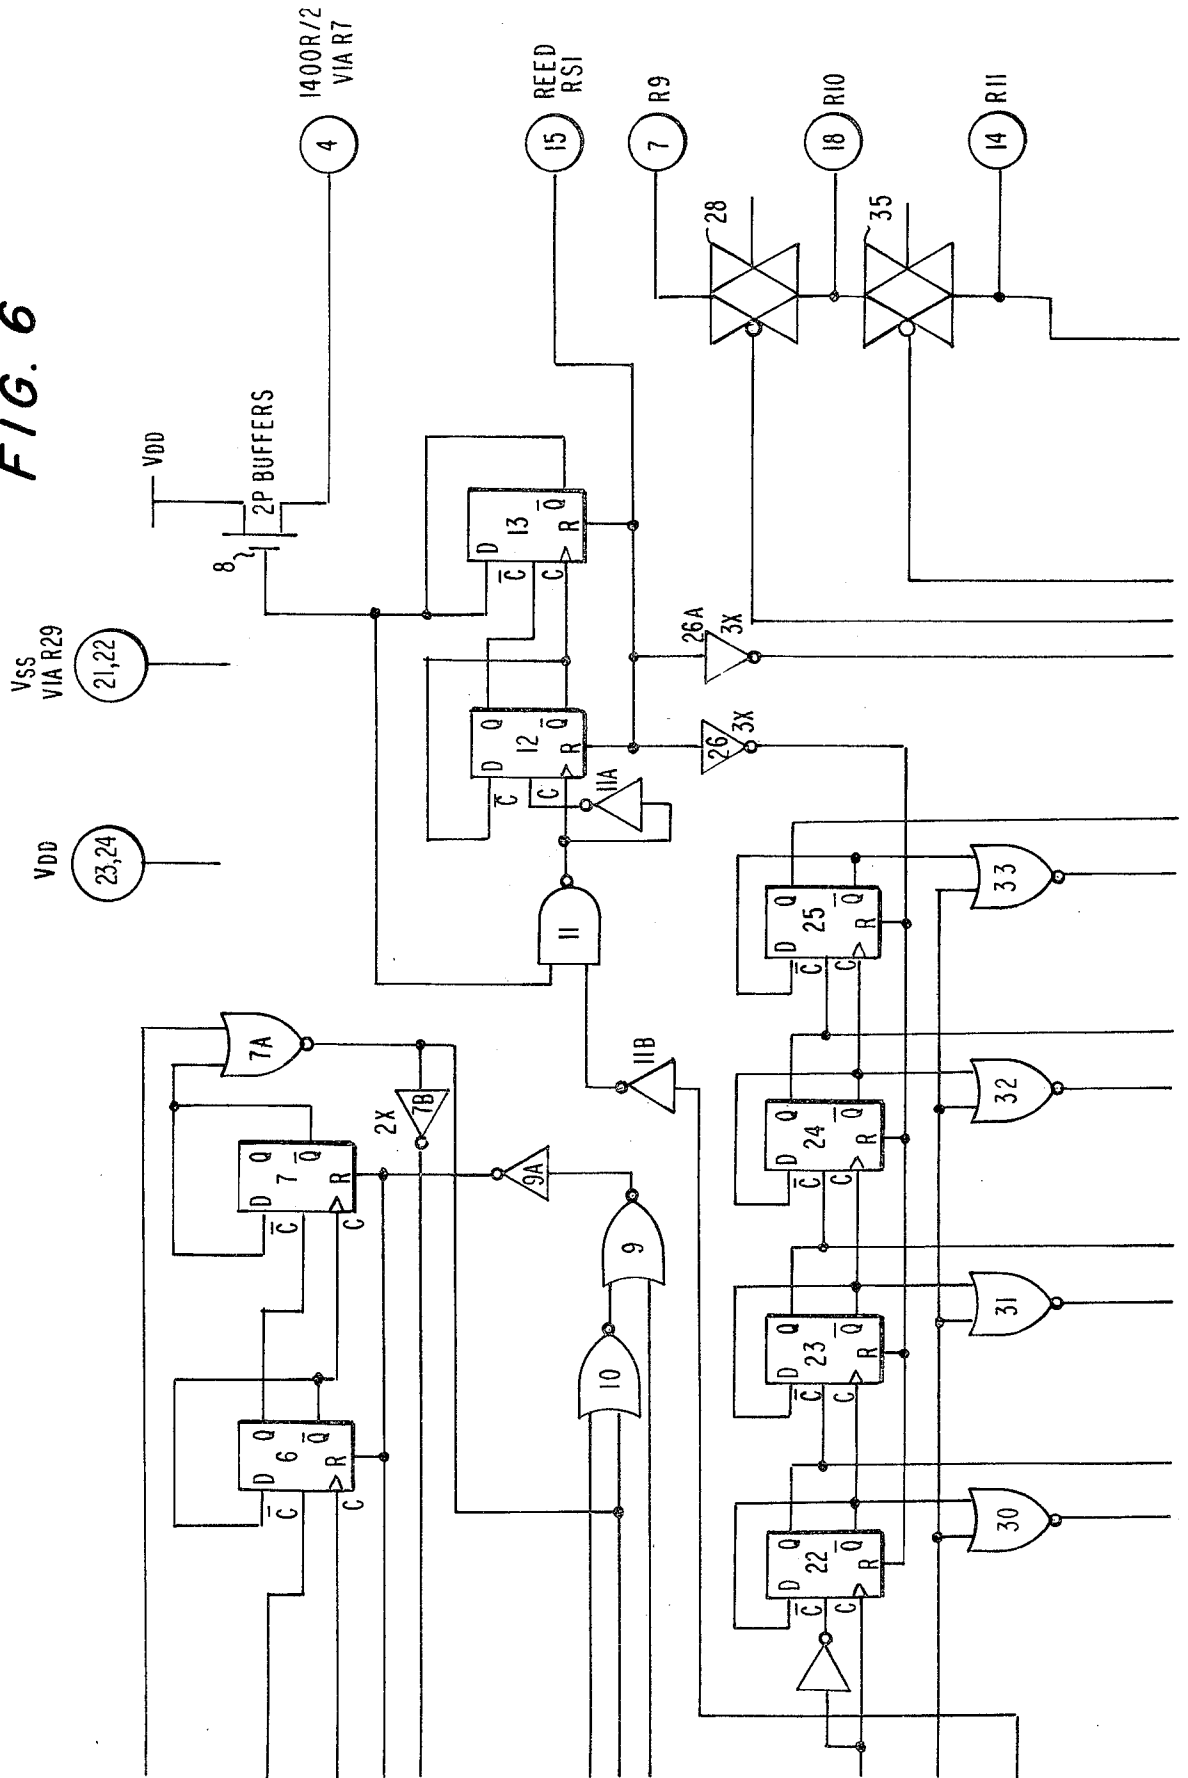 FIG. 6
VDD
23,24
VSS
VIA R29
21,22
VDD
8
2P BUFFERS
1400R/2
VIA R7
4
REED
RS1
15
7
R9
18
R10
14
R11
28
35
D
Q
C̅
6
Q̅
R
C
D
Q
C̅
7
Q̅
R
C
7A
2X
7B
9A
9
10
11B
11
11A
D
Q
C̅
12
Q̅
C
R
D
C̅
13
Q̅
C
R
26
3X
26A
3X
D
Q
C̅
22
Q̅
C
R
D
Q
C̅
23
Q̅
C
R
D
Q
C̅
24
Q̅
C
R
D
Q
C̅
25
Q̅
C
R
30
31
32
33